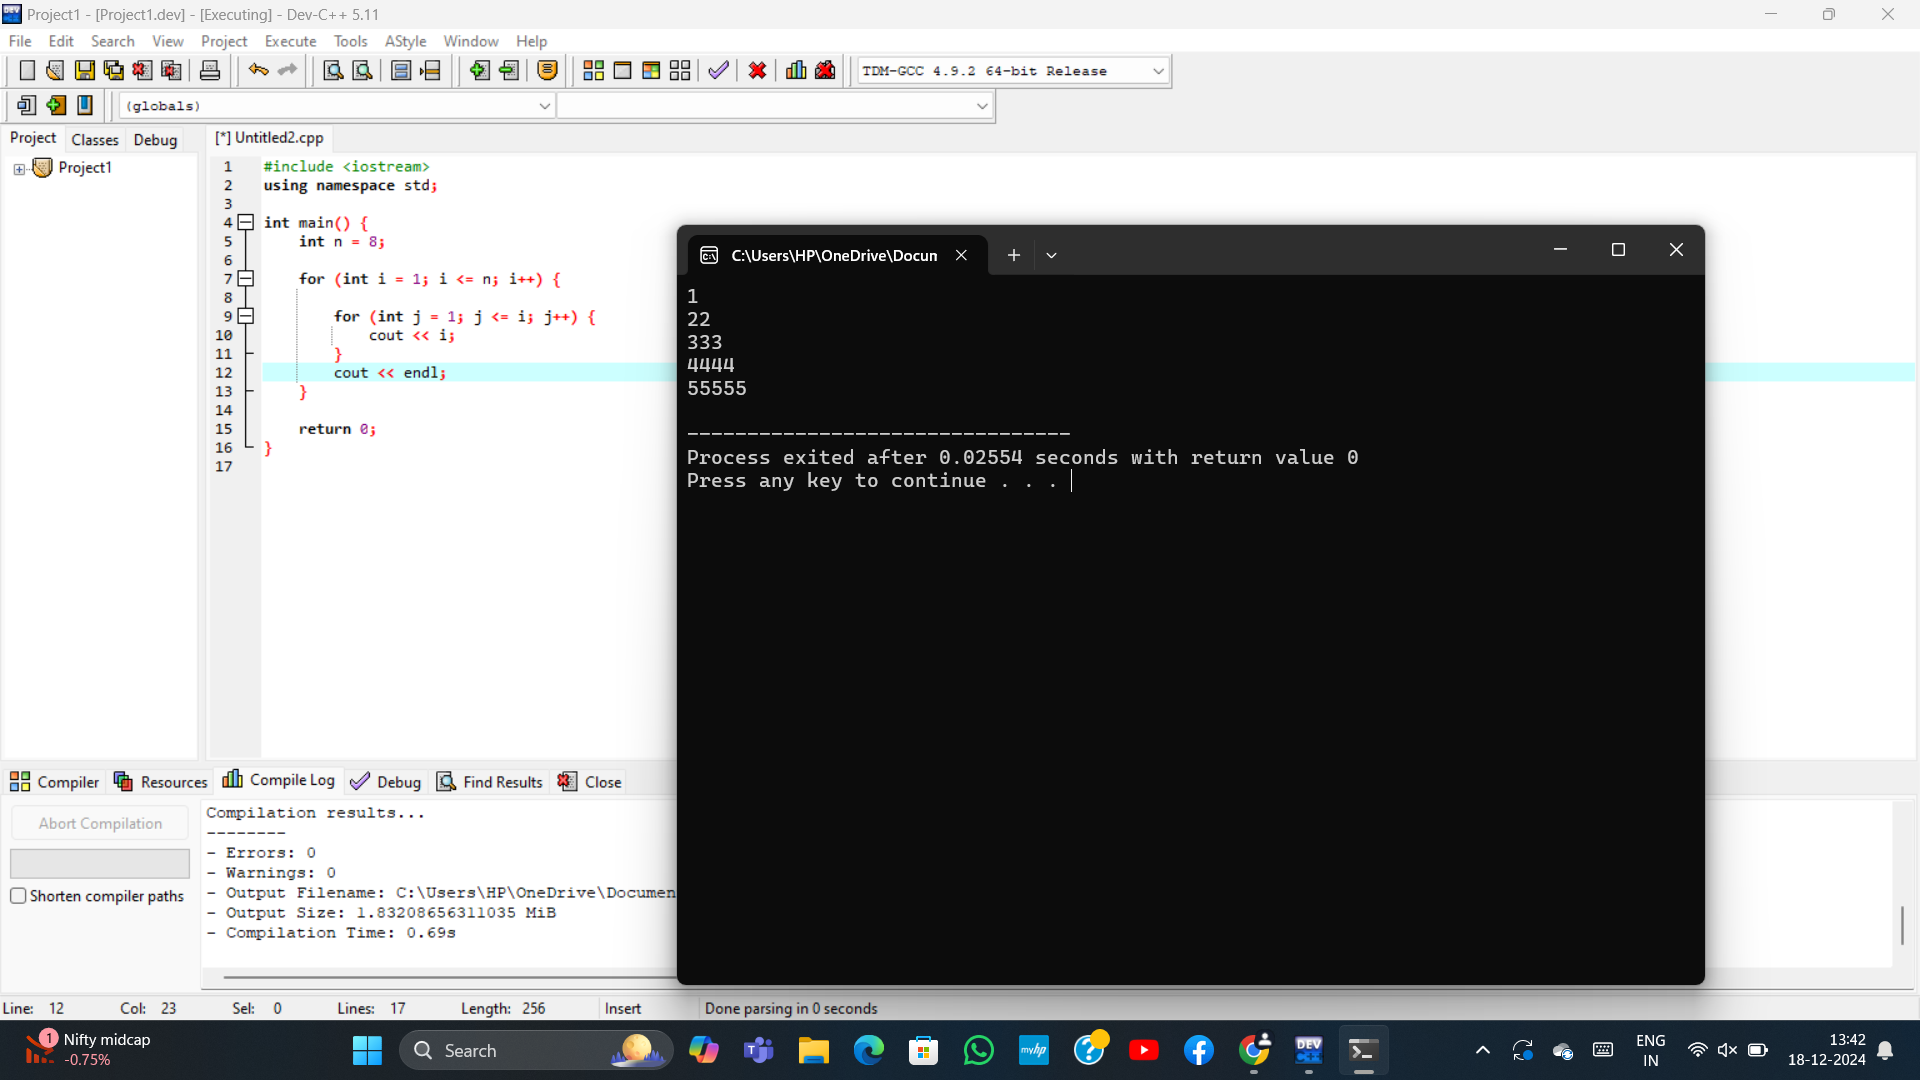 Project1 - [Project1.dev] - [Executing] - Dev-C++ 5.11
File Edit Search View Project Execute Tools AStyle Window Help
TDM-GCC 4.9.2 64-bit Release
(globals)
Project Classes Debug
[*] Untitled2.cpp
Project1
1 #include <iostream>
2 using namespace std;
3
4 int main() {
5 int n = 8;
6
7 for (int i = 1; i <= n; i++) {
8
9 for (int j = 1; j <= i; j++) {
10 cout << i;
11 }
12 cout << endl;
13 }
14
15 return 0;
16 }
17
C:\Users\HP\OneDrive\Docun
1
22
333
4444
55555
--------------------------------
Process exited after 0.02554 seconds with return value 0
Press any key to continue . . .
Compiler Resources Compile Log Debug Find Results Close
Abort Compilation
Shorten compiler paths
Compilation results...
--------
- Errors: 0
- Warnings: 0
- Output Filename: C:\Users\HP\OneDrive\Documen
- Output Size: 1.83208656311035 MiB
- Compilation Time: 0.69s
Line: 12 Col: 23 Sel: 0 Lines: 17 Length: 256 Insert Done parsing in 0 seconds
1
Nifty midcap
-0.75%
Search
myhp
DEV
ENG
IN
13:42
18-12-2024